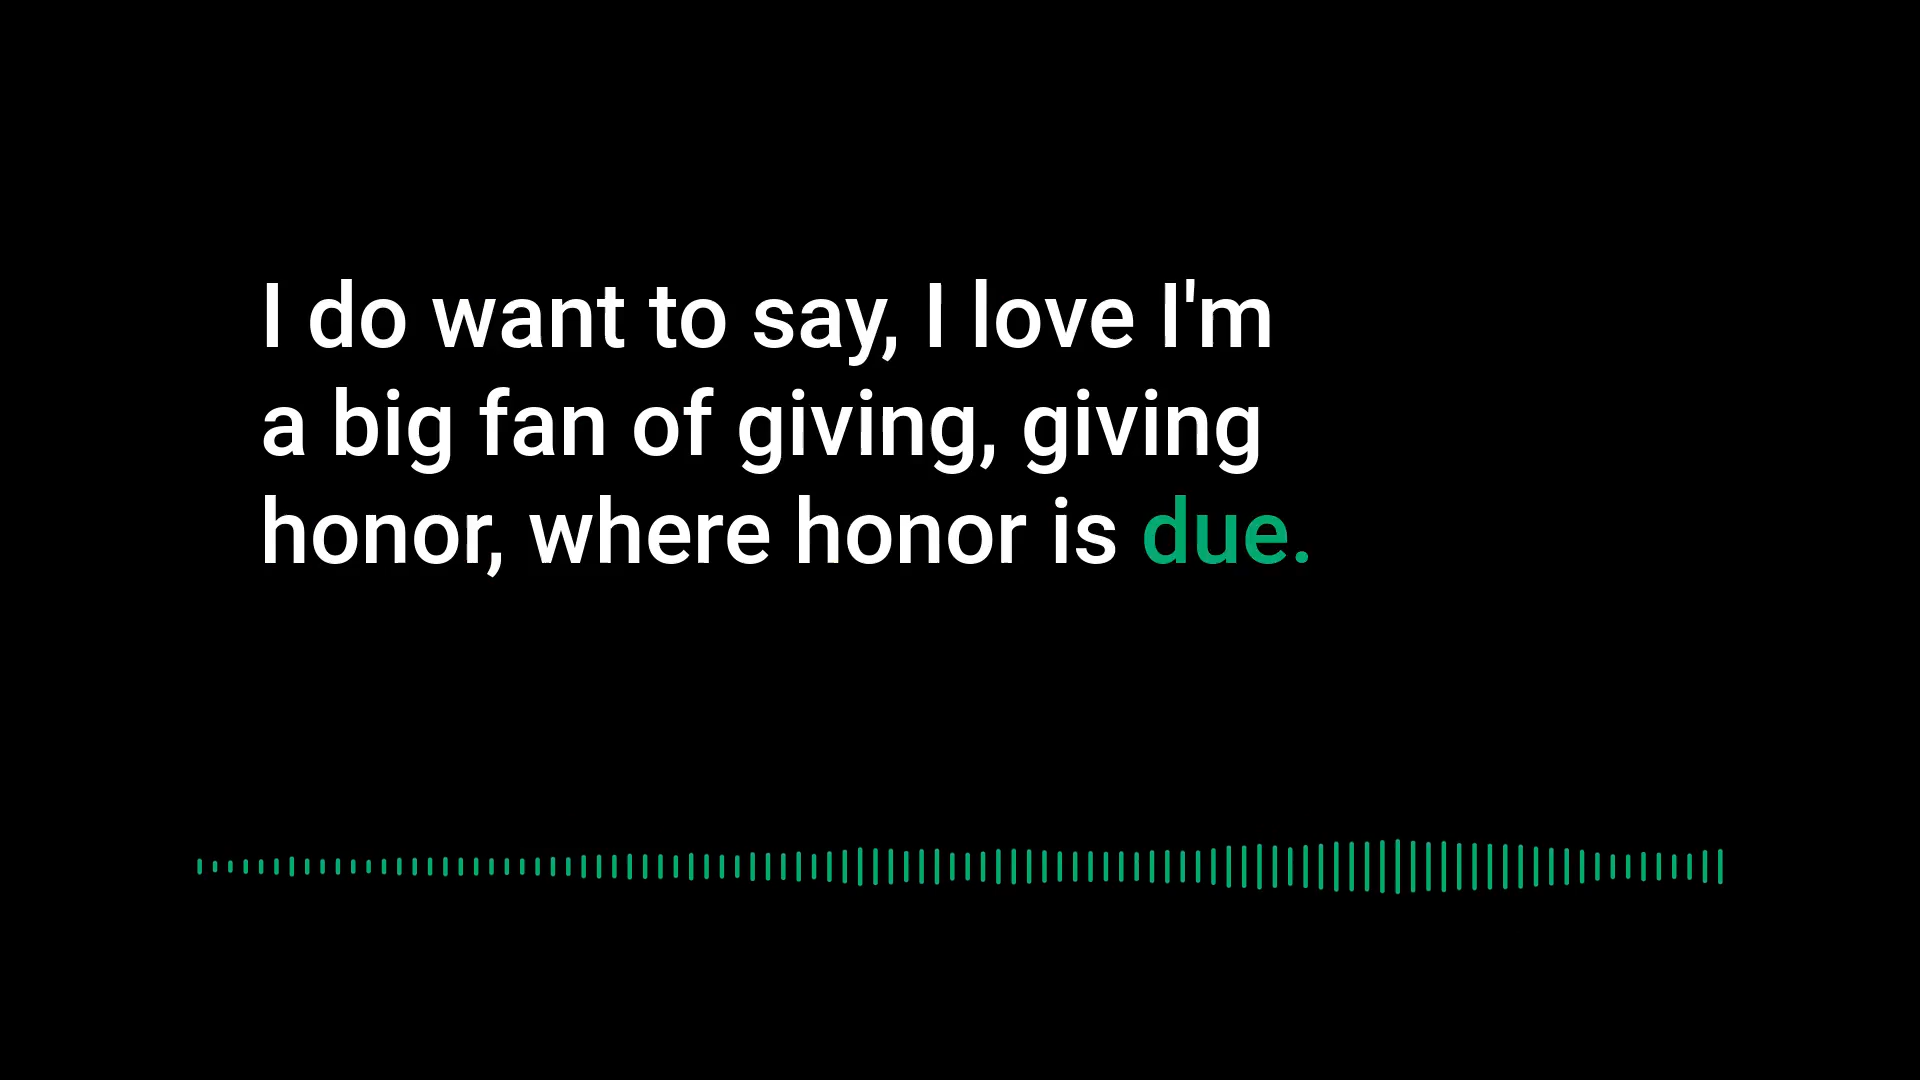 I do want to say, I love I'm
a big fan of giving, giving
honor, where honor is due.